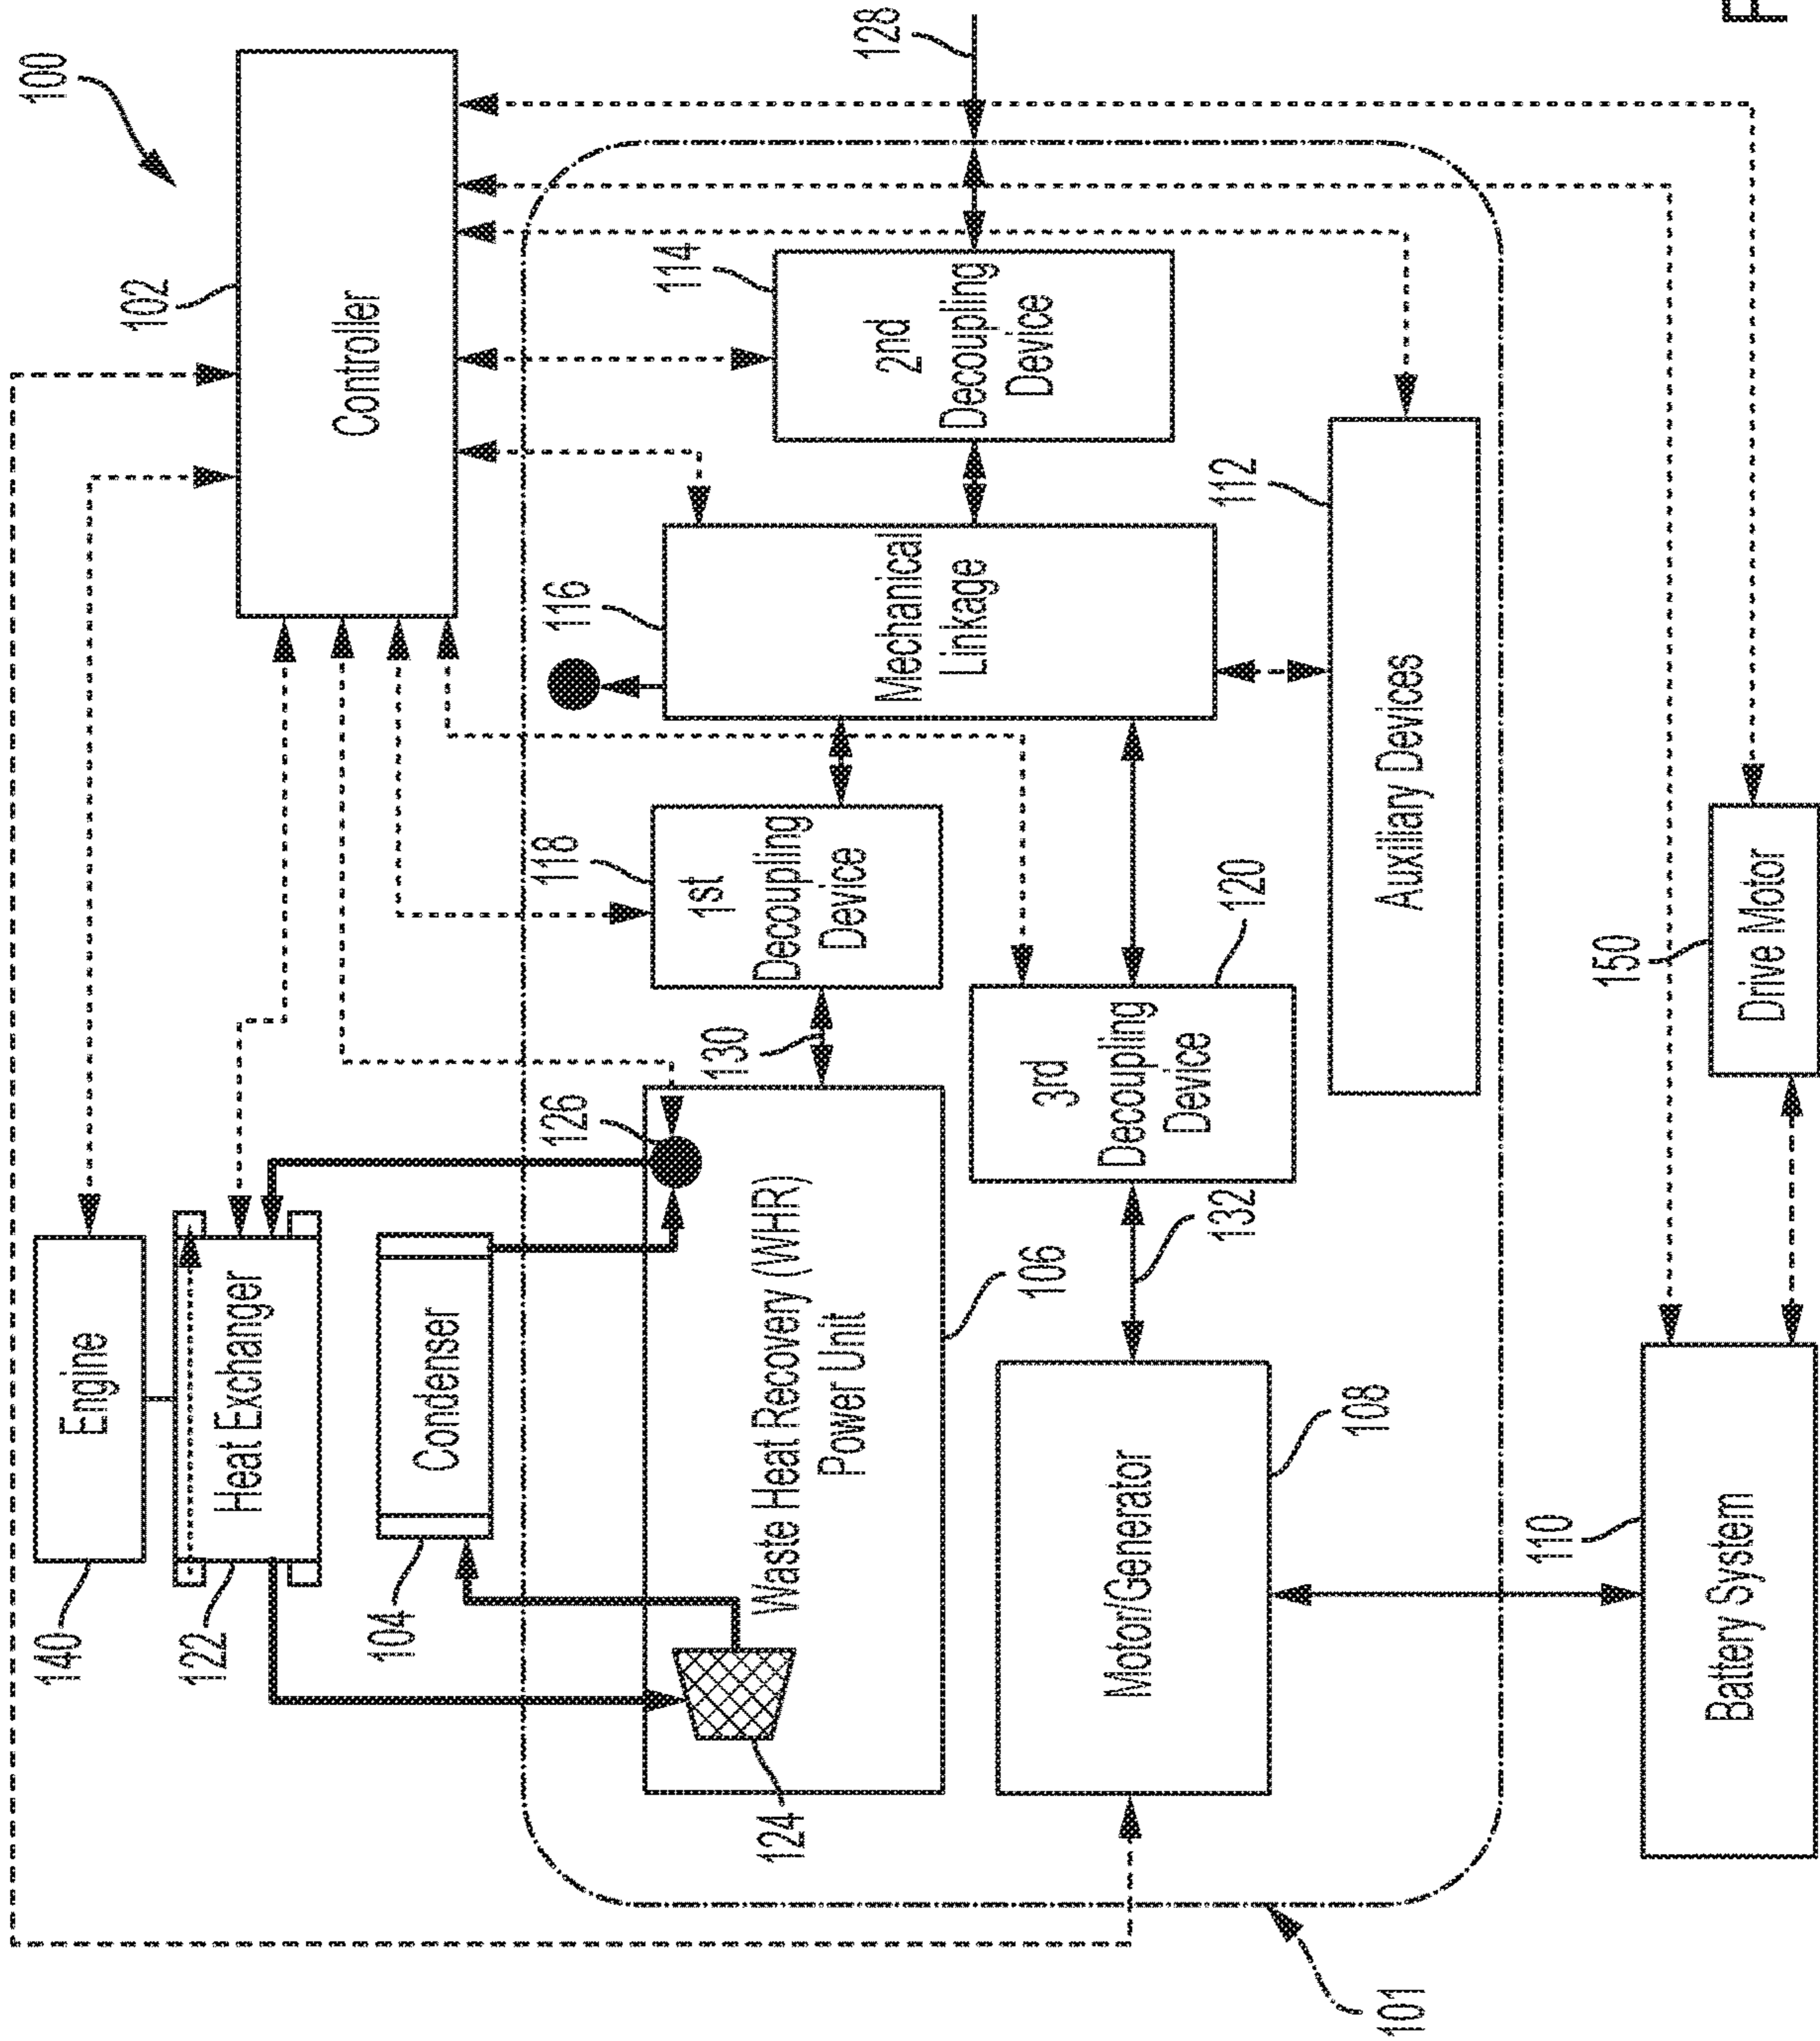 100
140
Engine
102
122
Heat Exchanger
Controller
104
Condenser
126
118
116
114
128
124
Waste Heat Recovery (WHR)
Power Unit
130
1st
Decoupling
Device
Mechanical
Linkage
2nd
Decoupling
Device
106
Motor/Generator
108
132
3rd
Decoupling
Device
120
112
Auxiliary Devices
101
110
Battery System
150
Drive Motor
F